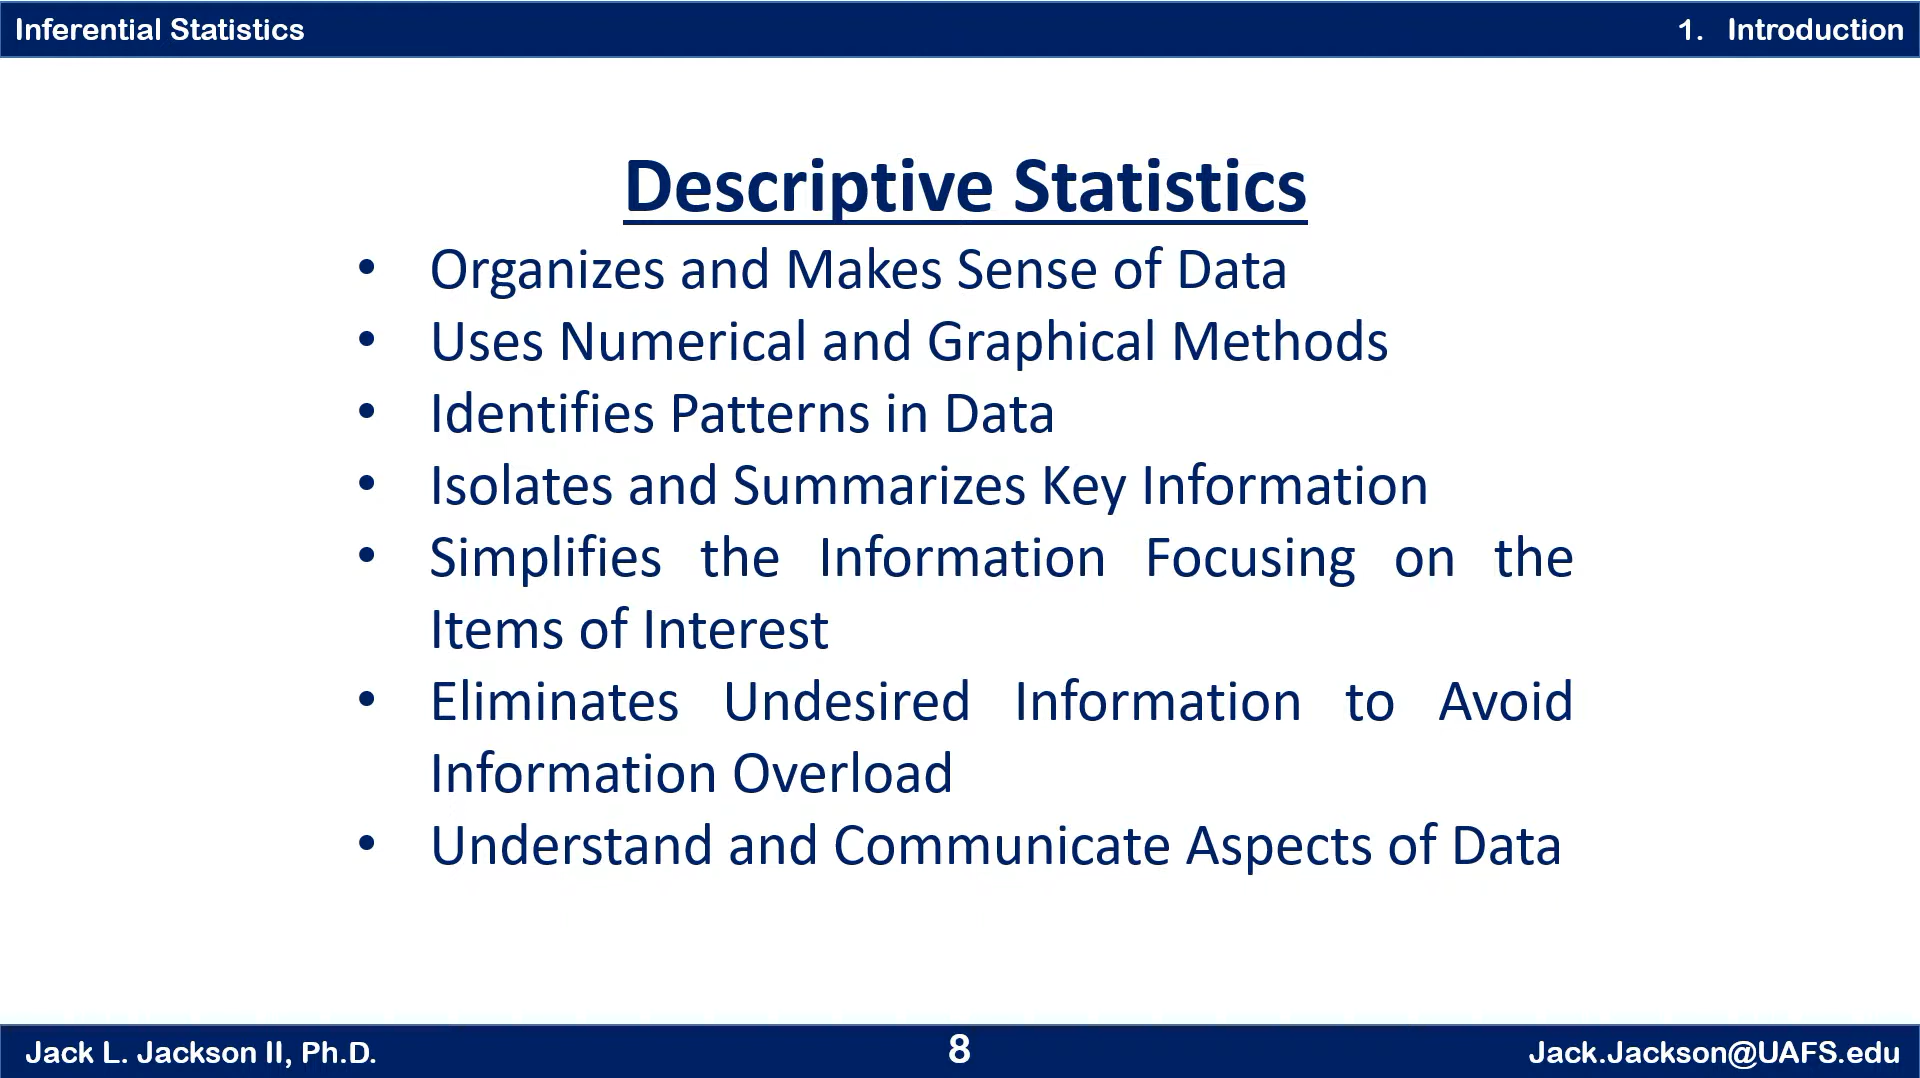 Inferential Statistics
1. Introduction
Descriptive Statistics
• Organizes and Makes Sense of Data
• Uses Numerical and Graphical Methods
• Identifies Patterns in Data
• Isolates and Summarizes Key Information
• Simplifies the Information Focusing on the
Items of Interest
• Eliminates Undesired Information to Avoid
Information Overload
• Understand and Communicate Aspects of Data
Jack L. Jackson II, Ph.D.
8
Jack.Jackson@UAFS.edu